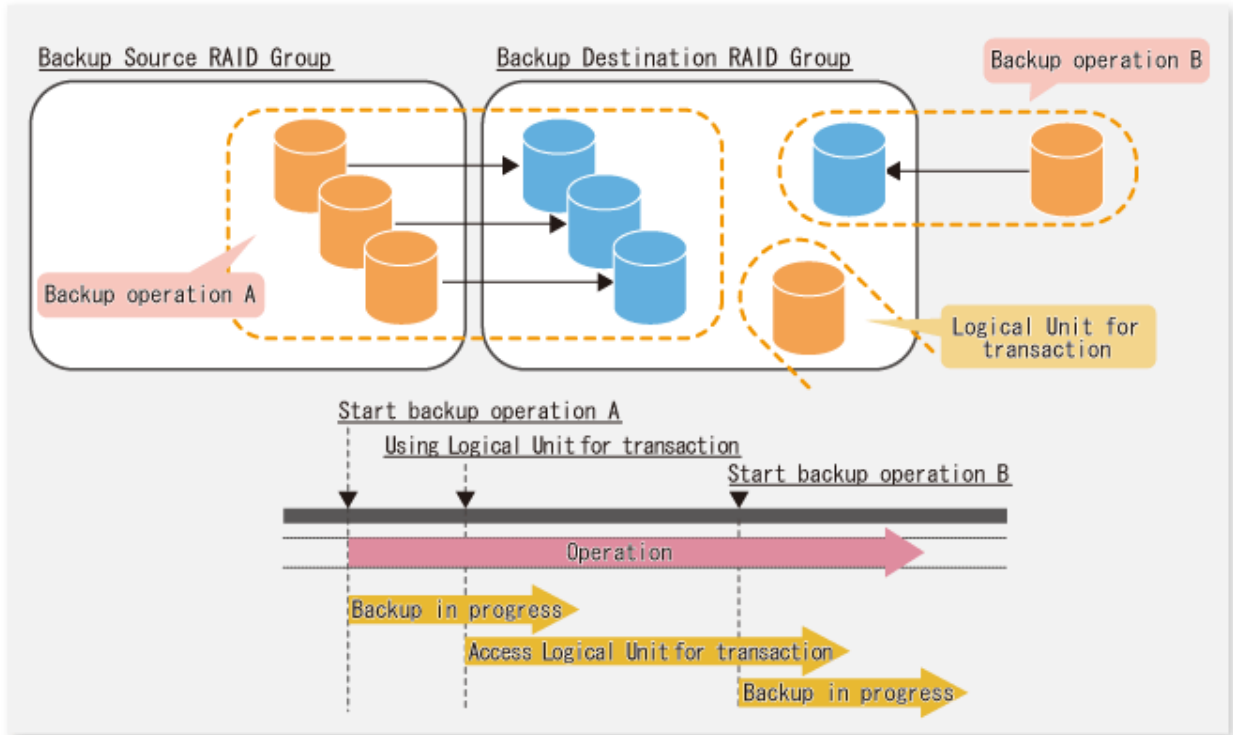 Backup Source RAID Group
Backup Destination RAID Group
Backup operation B
Backup operation A
Logical Unit for
transaction
Start backup operation A
Using Logical Unit for transaction
Start backup operation B
Operation
Backup in progress
Access Logical Unit for transaction
Backup in progress